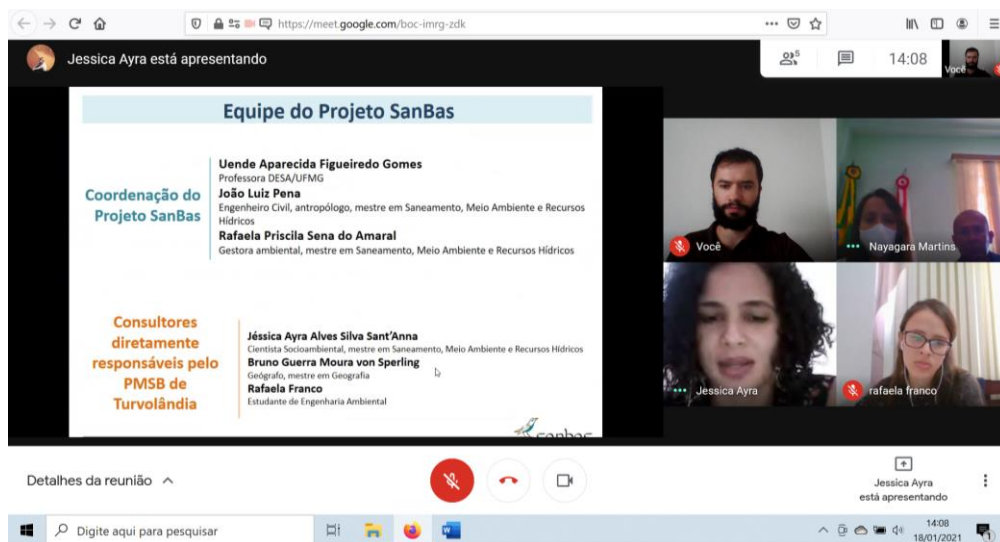 https://meet.google.com/boc-imrg-zdk
Jessica Ayra está apresentando
5
14:08
Você
Equipe do Projeto SanBas
Coordenação do
Projeto SanBas
Uende Aparecida Figueiredo Gomes
Professora DESA/UFMG
João Luiz Pena
Engenheiro Civil, antropólogo, mestre em Saneamento, Meio Ambiente e Recursos
Hídricos
Rafaela Priscila Sena do Amaral
Gestora ambiental, mestre em Saneamento, Meio Ambiente e Recursos Hídricos
Consultores
diretamente
responsáveis pelo
PMSB de
Turvolândia
Jéssica Ayra Alves Silva Sant'Anna
Cientista Socioambiental, mestre em Saneamento, Meio Ambiente e Recursos Hídricos
Bruno Guerra Moura von Sperling
Geógrafo, mestre em Geografia
Rafaela Franco
Estudante de Engenharia Ambiental
sanbas
Você
Nayagara Martins
Jessica Ayra
rafaela franco
Detalhes da reunião
Jessica Ayra
está apresentando
Digite aqui para pesquisar
14:08
18/01/2021
1